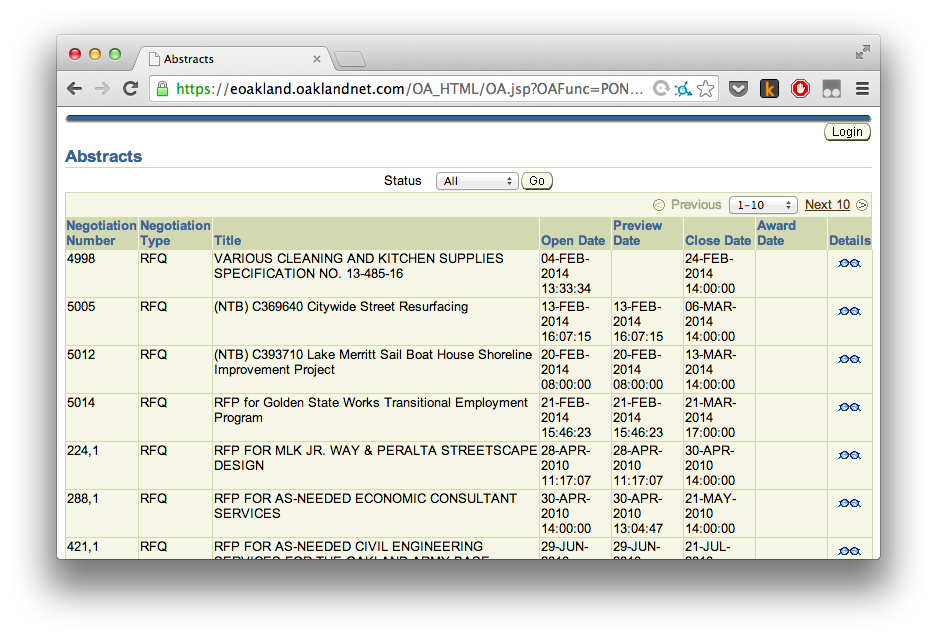 Abstracts
https://eoakland.oaklandnet.com/OA_HTML/OA.jsp?OAFunc=PON...
k
Login
Abstracts
Status All Go
Previous 1-10 Next 10
Negotiation Number Negotiation Type Title Open Date Preview Date Close Date Award Date Details
4998 RFQ VARIOUS CLEANING AND KITCHEN SUPPLIES 04-FEB- 24-FEB-
SPECIFICATION NO. 13-485-16 2014 2014
13:33:34 14:00:00
5005 RFQ (NTB) C369640 Citywide Street Resurfacing 13-FEB- 13-FEB- 06-MAR-
2014 2014 2014
16:07:15 16:07:15 14:00:00
5012 RFQ (NTB) C393710 Lake Merritt Sail Boat House Shoreline 20-FEB- 20-FEB- 13-MAR-
Improvement Project 2014 2014 2014
08:00:00 08:00:00 14:00:00
5014 RFQ RFP for Golden State Works Transitional Employment 21-FEB- 21-FEB- 21-MAR-
Program 2014 2014 2014
15:46:23 15:46:23 17:00:00
224,1 RFQ RFP FOR MLK JR. WAY & PERALTA STREETSCAPE 28-APR- 28-APR- 30-APR-
DESIGN 2010 2010 2010
11:17:07 11:17:07 14:00:00
288,1 RFQ RFP FOR AS-NEEDED ECONOMIC CONSULTANT 30-APR- 30-APR- 21-MAY-
SERVICES 2010 2010 2010
14:00:00 13:04:47 14:00:00
421,1 RFQ RFP FOR AS-NEEDED CIVIL ENGINEERING 29-JUN- 29-JUN- 21-JUL-
SERVICES FOR THE OAKLAND ARMY BASE 2010 2010 2010